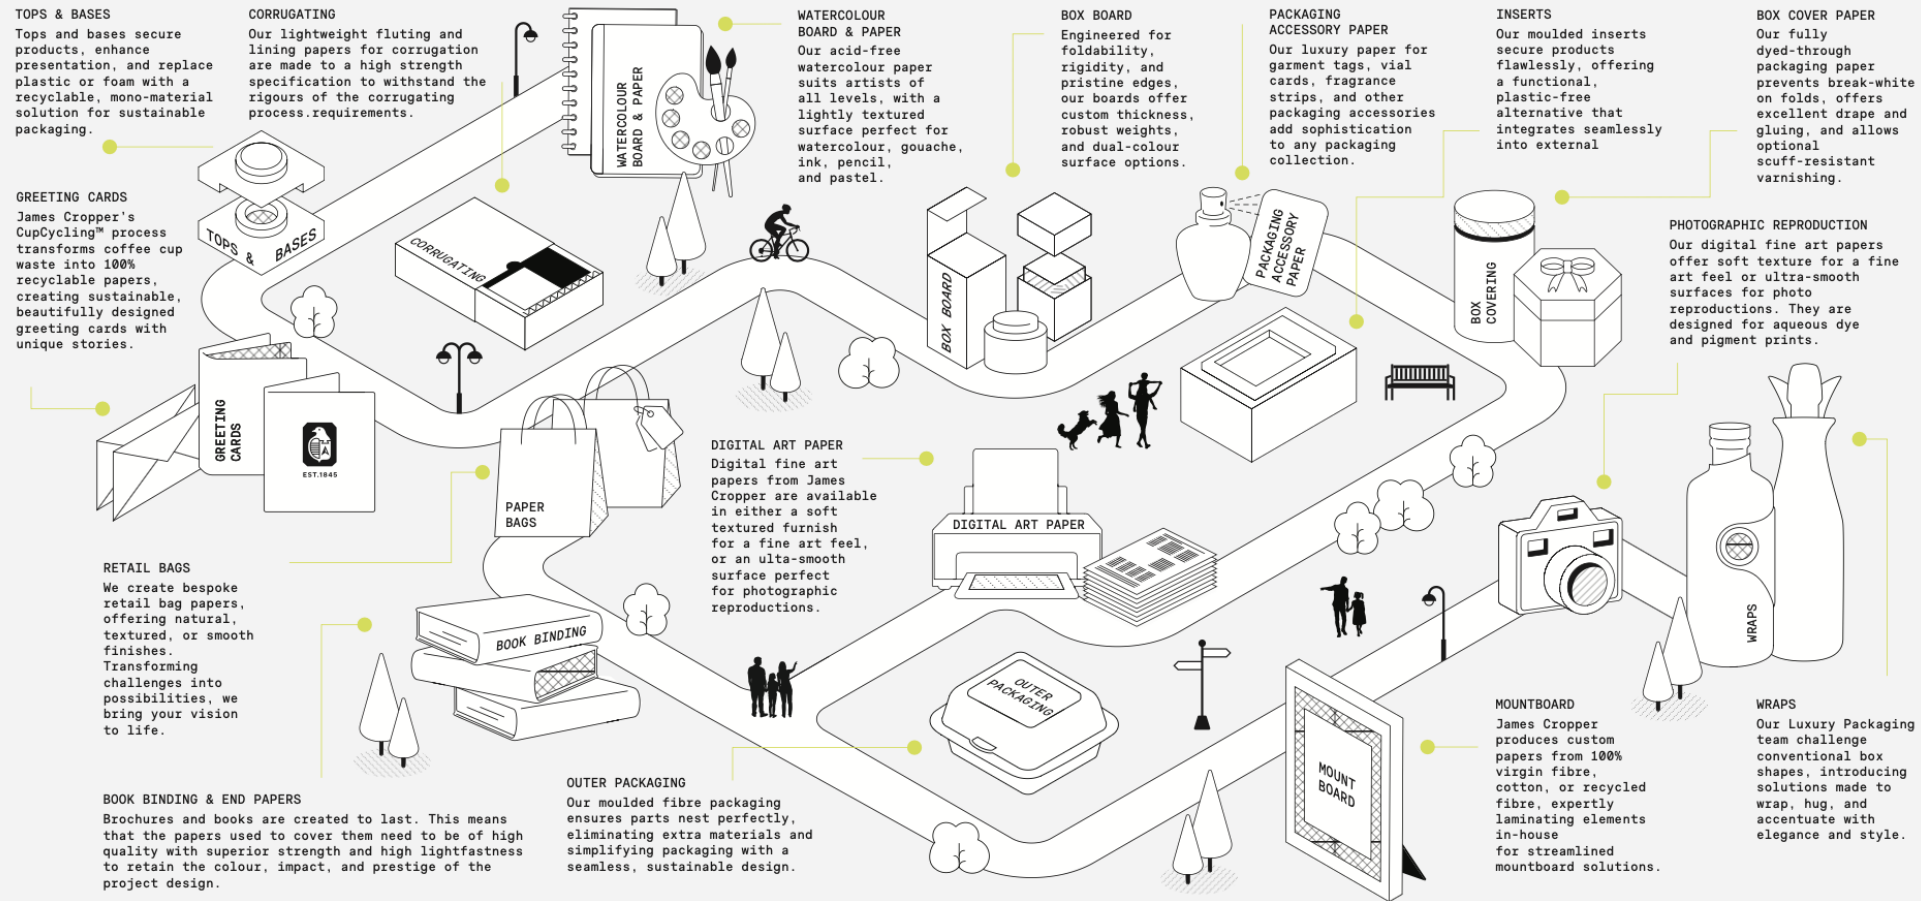 TOPS & BASES
Tops and bases secure
products, enhance
presentation, and replace
plastic or foam with a
recyclable, mono-material
solution for sustainable
packaging.
CORRUGATING
Our lightweight fluting and
lining papers for corrugation
are made to a high strength
specification to withstand the
rigours of the corrugating
process.requirements.
WATERCOLOUR
BOARD & PAPER
WATERCOLOUR
BOARD & PAPER
Our acid-free
watercolour paper
suits artists of
all levels, with a
lightly textured
surface perfect for
watercolour, gouache,
ink, pencil,
and pastel.
BOX BOARD
Engineered for
foldability,
rigidity, and
pristine edges,
our boards offer
custom thickness,
robust weights,
and dual-colour
surface options.
PACKAGING
ACCESSORY PAPER
Our luxury paper for
garment tags, vial
cards, fragrance
strips, and other
packaging accessories
add sophistication
to any packaging
collection.
INSERTS
Our moulded inserts
secure products
flawlessly, offering
a functional,
plastic-free
alternative that
integrates seamlessly
into external
BOX COVER PAPER
Our fully
dyed-through
packaging paper
prevents break-white
on folds, offers
excellent drape and
gluing, and allows
optional
scuff-resistant
varnishing.
GREETING CARDS
James Cropper's
CupCycling™ process
transforms coffee cup
waste into 100%
recyclable papers,
creating sustainable,
beautifully designed
greeting cards with
unique stories.
TOPS & BASES
CORRUGATING
BOX BOARD
PACKAGING
ACCESSORY
PAPER
BOX
COVERING
PHOTOGRAPHIC REPRODUCTION
Our digital fine art papers
offer soft texture for a fine
art feel or ultra-smooth
surfaces for photo
reproductions. They are
designed for aqueous dye
and pigment prints.
GREETING
CARDS
EST.1845
PAPER
BAGS
DIGITAL ART PAPER
Digital fine art
papers from James
Cropper are available
in either a soft
textured furnish
for a fine art feel,
or an ulta-smooth
surface perfect
for photographic
reproductions.
DIGITAL ART PAPER
RETAIL BAGS
We create bespoke
retail bag papers,
offering natural,
textured, or smooth
finishes.
Transforming
challenges into
possibilities, we
bring your vision
to life.
BOOK BINDING
OUTER
PACKAGING
WRAPS
MOUNT
BOARD
BOOK BINDING & END PAPERS
Brochures and books are created to last. This means
that the papers used to cover them need to be of high
quality with superior strength and high lightfastness
to retain the colour, impact, and prestige of the
project design.
OUTER PACKAGING
Our moulded fibre packaging
ensures parts nest perfectly,
eliminating extra materials and
simplifying packaging with a
seamless, sustainable design.
MOUNTBOARD
James Cropper
produces custom
papers from 100%
virgin fibre,
cotton, or recycled
fibre, expertly
laminating elements
in-house
for streamlined
mountboard solutions.
WRAPS
Our Luxury Packaging
team challenge
conventional box
shapes, introducing
solutions made to
wrap, hug, and
accentuate with
elegance and style.